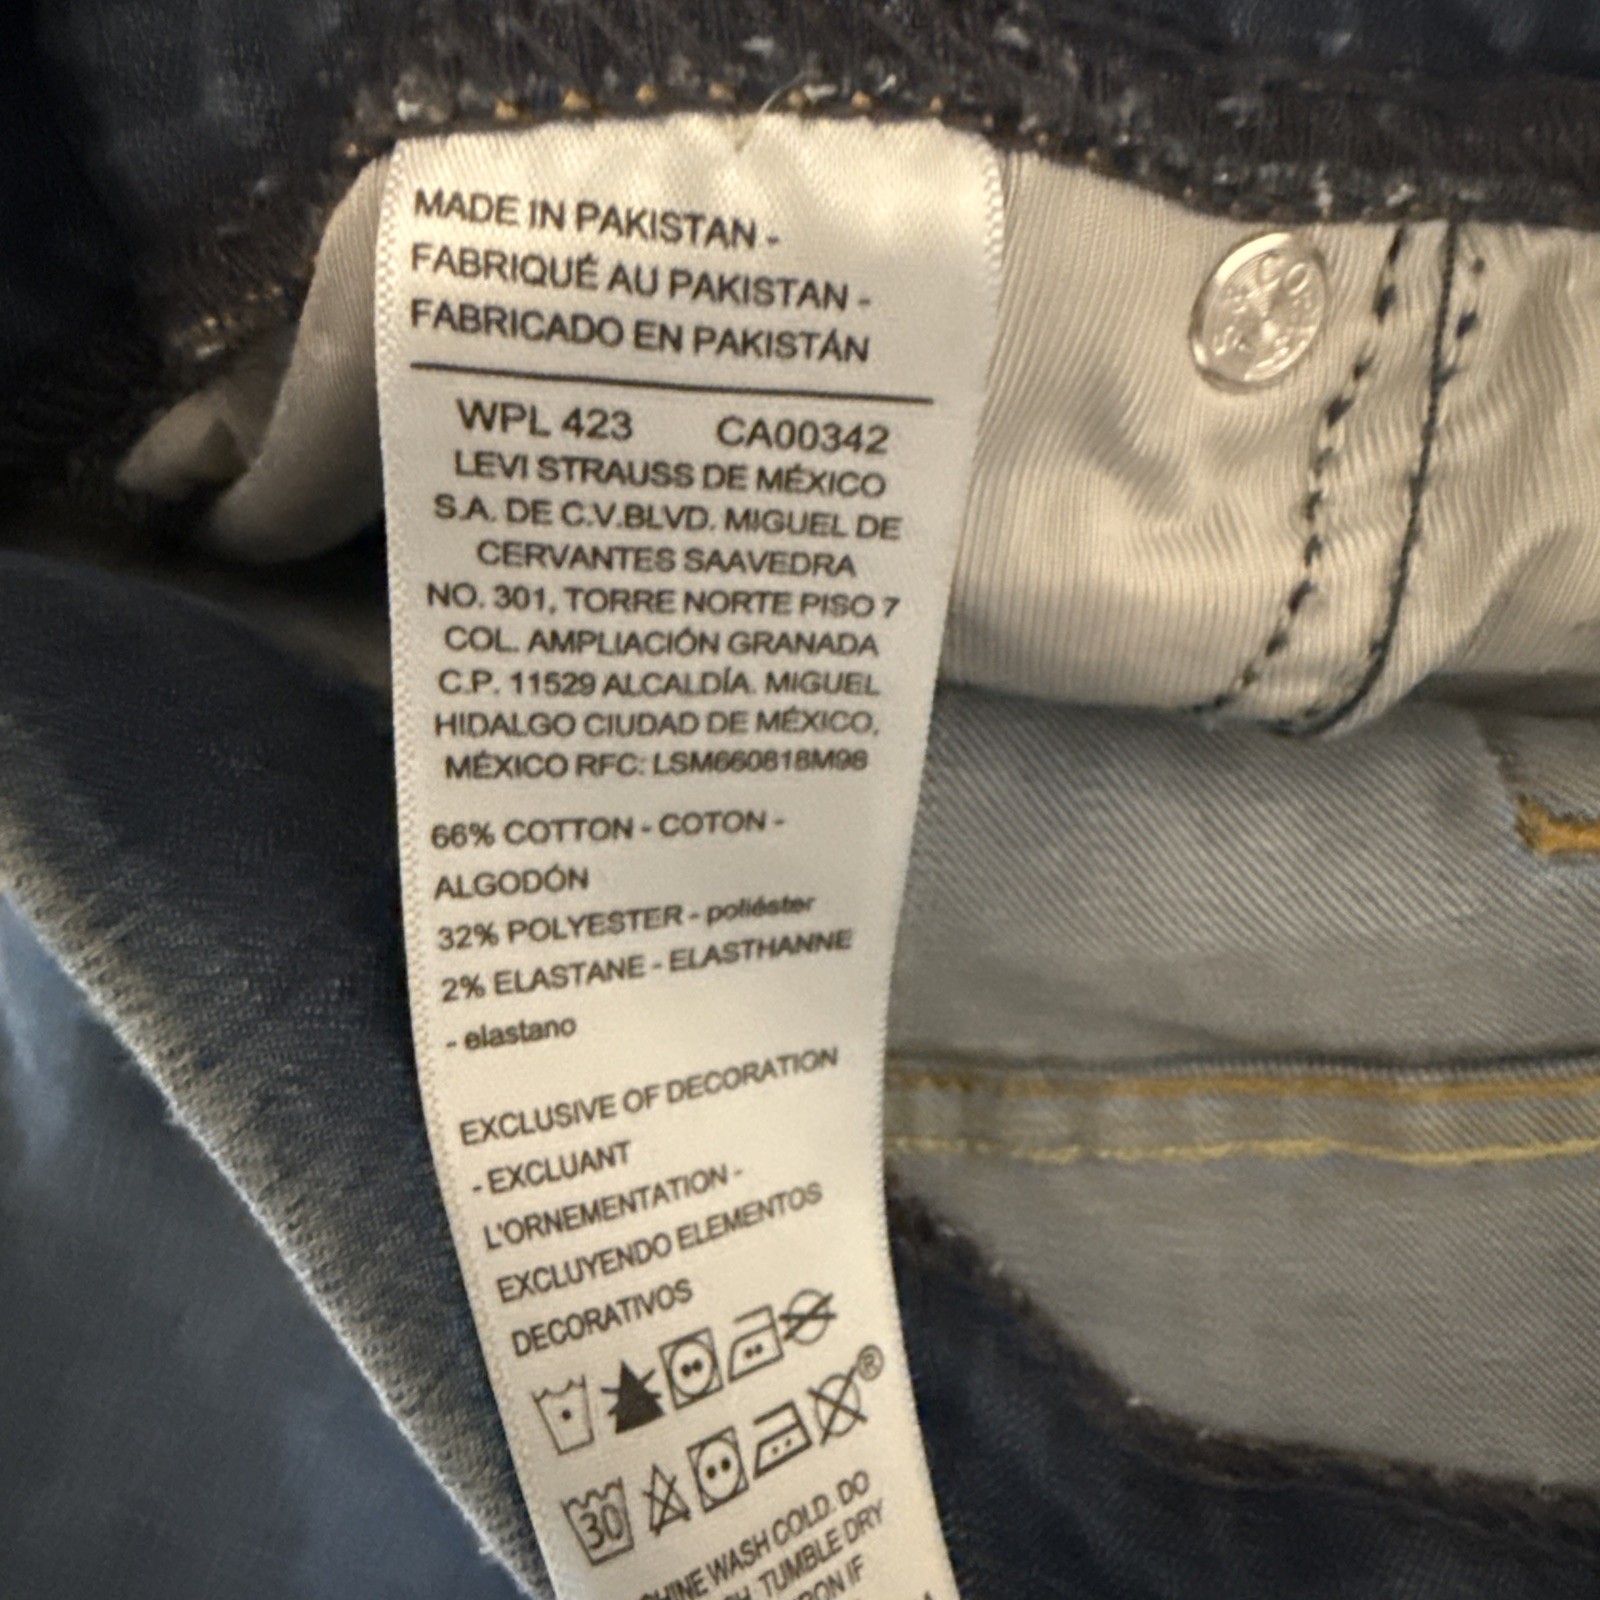 MADE IN PAKISTAN -
FABRIQUÉ AU PAKISTAN -
FABRICADO EN PAKISTÁN
WPL 423 CA00342
LEVI STRAUSS DE MÉXICO
S.A. DE C.V.BLVD. MIGUEL DE
CERVANTES SAAVEDRA
NO. 301, TORRE NORTE PISO 7
COL. AMPLIACIÓN GRANADA
C.P. 11529 ALCALDÍA. MIGUEL
HIDALGO CIUDAD DE MÉXICO,
MÉXICO RFC: LSM660818M98
66% COTTON - COTON -
ALGODÓN
32% POLYESTER - poliéster
2% ELASTANE - ELASTHANNE
- elastano
EXCLUSIVE OF DECORATION
- EXCLUANT
L'ORNEMENTATION -
EXCLUYENDO ELEMENTOS
DECORATIVOS
®
30
WASH COLD. DO
TUMBLE DRY
IF